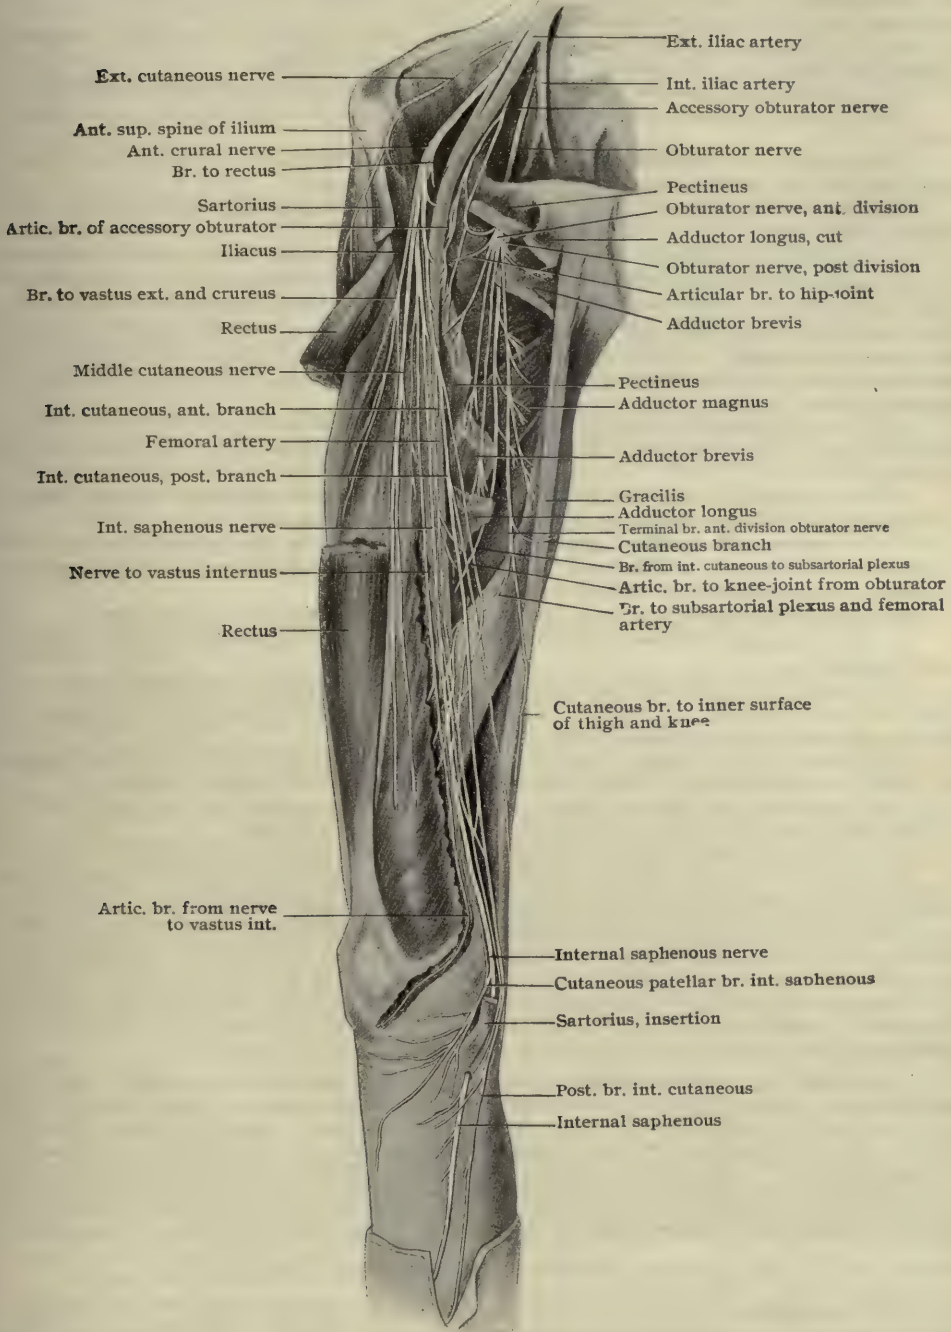 Ext. cutaneous nerve
Ant. sup. spine of ilium
Ant. crural nerve
Br. to rectus
Sartorius
Artic. br. of accessory obturator
Iliacus
Br. to vastus ext. and crureus
Rectus
Middle cutaneous nerve
Int. cutaneous, ant. branch
Femoral artery
Int. cutaneous, post. branch
Int. saphenous nerve
Nerve to vastus internus
Rectus
Artic. br. from nerve
to vastus int.
Ext. iliac artery
Int. iliac artery
Accessory obturator nerve
Obturator nerve
Pectineus
Obturator nerve, ant. division
Adductor longus, cut
Obturator nerve, post division
Articular br. to hip-joint
Adductor brevis
Pectineus
Adductor magnus
Adductor brevis
Gracilis
Adductor longus
Terminal br. ant. division obturator nerve
Cutaneous branch
Br. from int. cutaneous to subsartorial plexus
Artic. br. to knee-joint from obturator
Br. to subsartorial plexus and femoral
artery
Cutaneous br. to inner surface
of thigh and knee
Internal saphenous nerve
Cutaneous patellar br. int. saphenous
Sartorius, insertion
Post. br. int. cutaneous
Internal saphenous